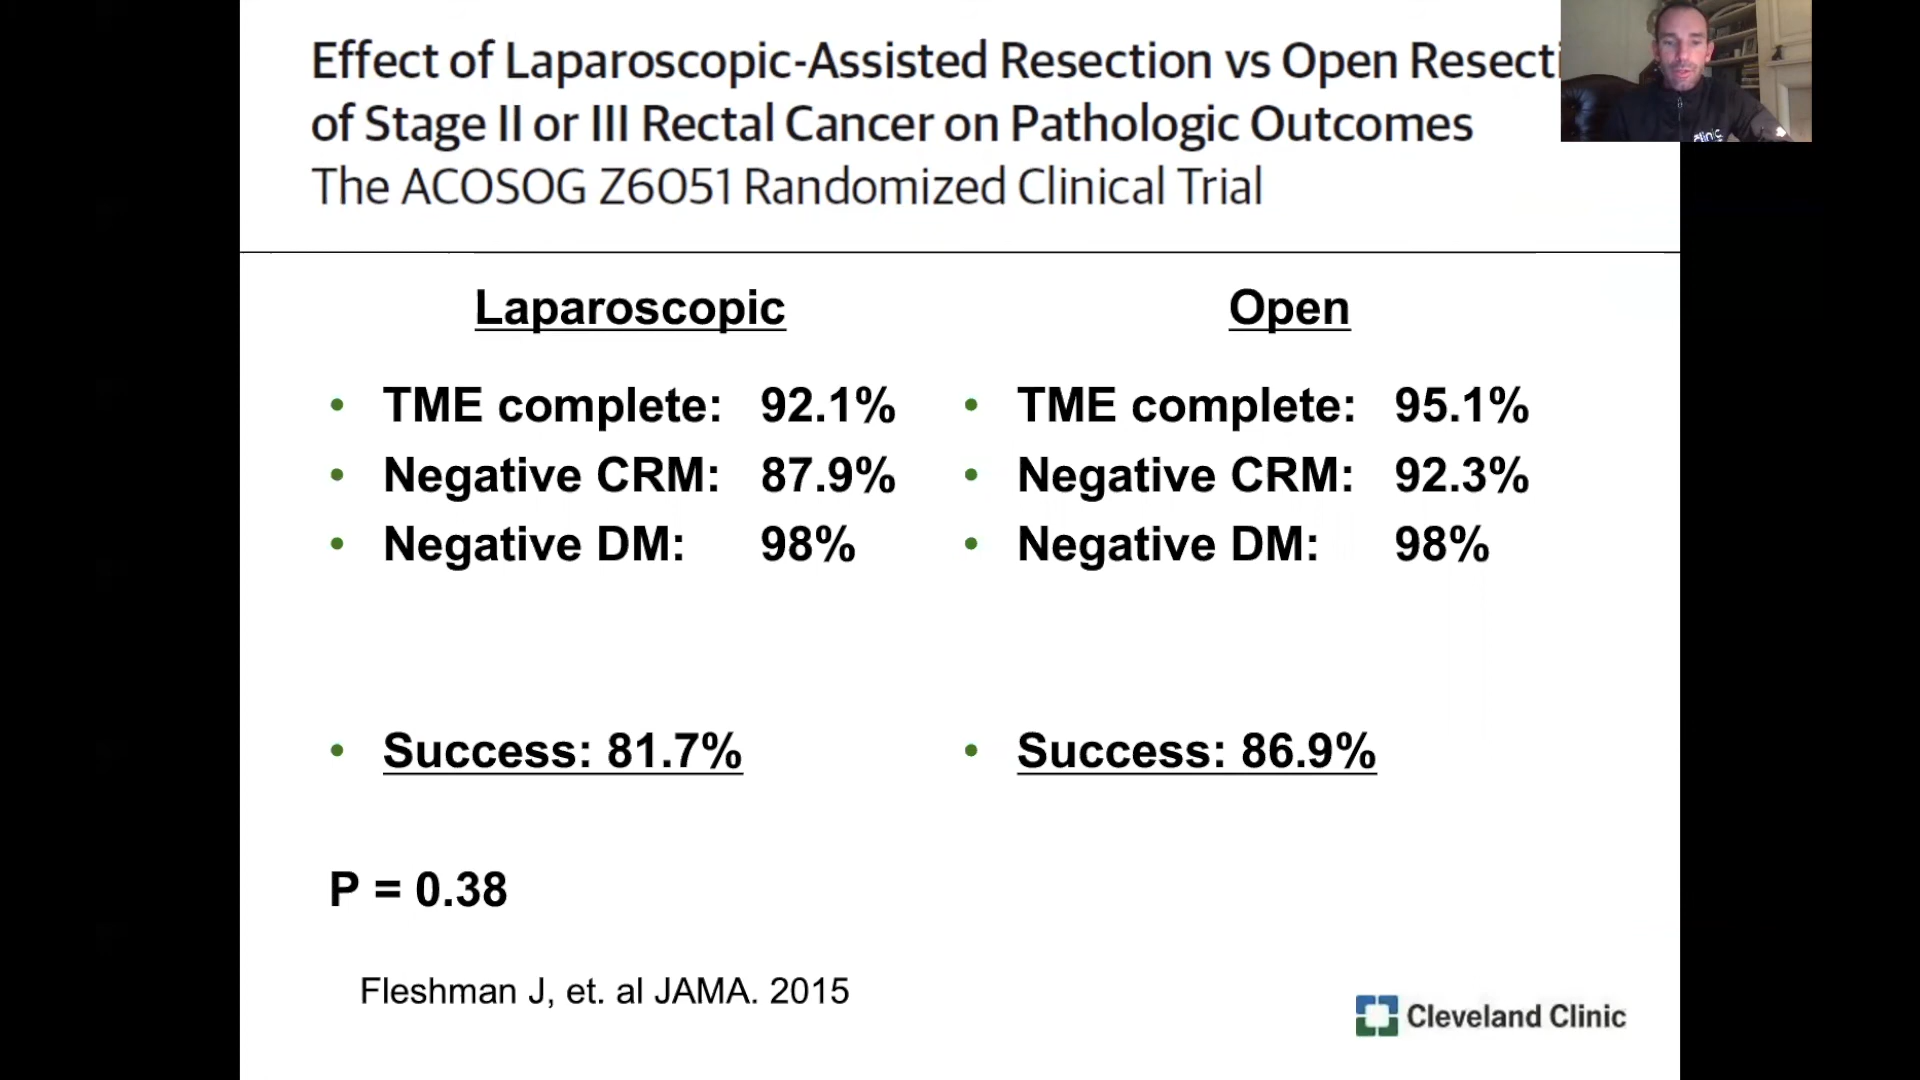 Effect of Laparoscopic-Assisted Resection vs Open Resecti
of Stage II or III Rectal Cancer on Pathologic Outcomes
The ACOSOG Z6051 Randomized Clinical Trial
Laparoscopic
• TME complete: 92.1%
• Negative CRM: 87.9%
• Negative DM: 98%
• Success: 81.7%
Open
• TME complete: 95.1%
• Negative CRM: 92.3%
• Negative DM: 98%
• Success: 86.9%
P = 0.38
Fleshman J, et. al JAMA. 2015
Cleveland Clinic